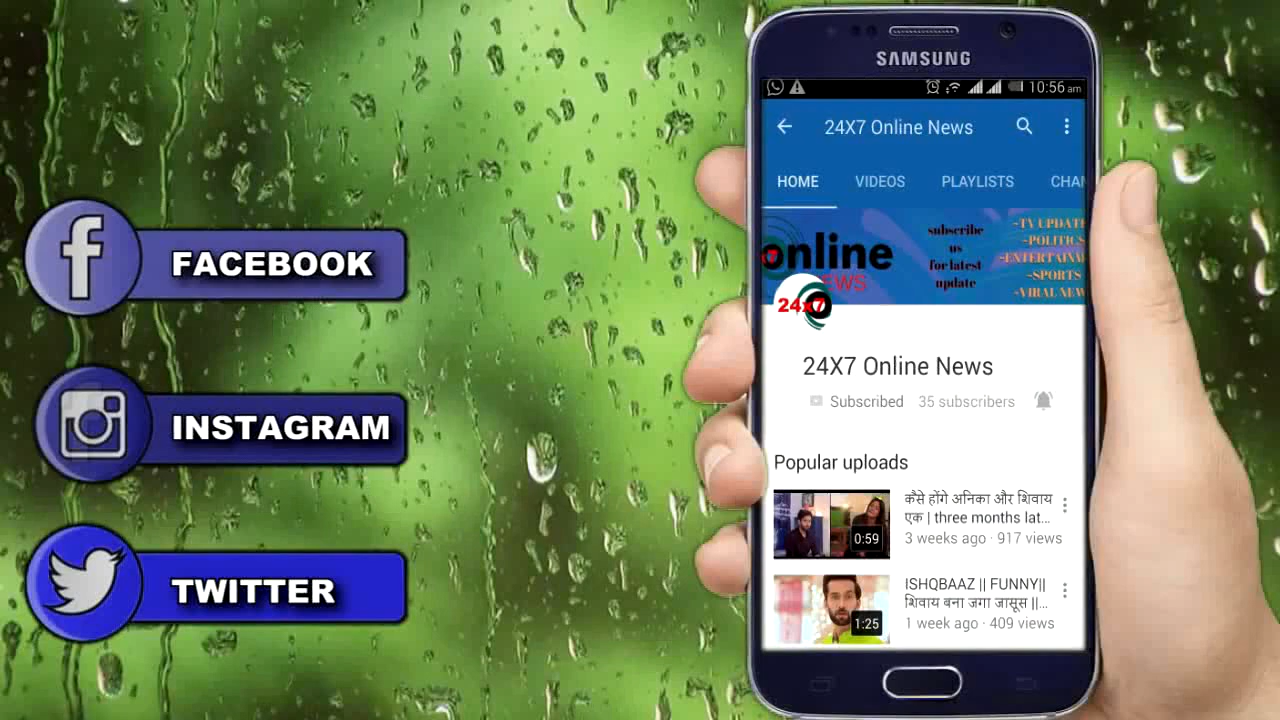 FACEBOOK
INSTAGRAM
TWITTER
SAMSUNG
10:56 am
24X7 Online News
HOME VIDEOS PLAYLISTS CHAN
online
NEWS
24x7
subscribe
us
for latest
update
~TV UPDATE
~POLITICS
~ENTERTAINM
~SPORTS
~VIRAL NEW
24X7 Online News
Subscribed 35 subscribers
Popular uploads
0:59
कैसे होंगे अनिका और शिवाय
एक | three months lat...
3 weeks ago · 917 views
1:25
ISHQBAAZ || FUNNY||
शिवाय बना जगा जासूस ||...
1 week ago · 409 views